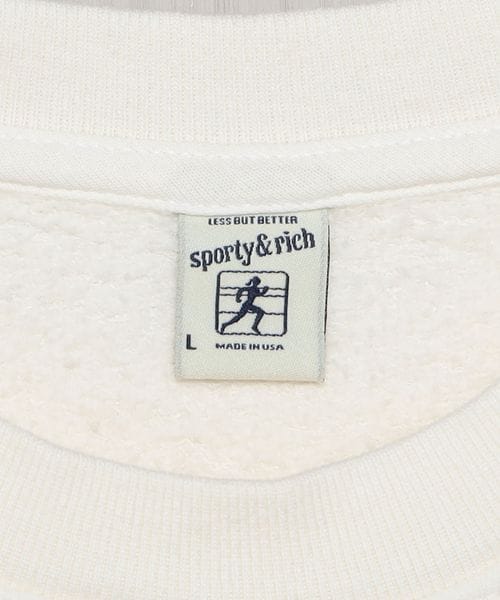 LESS BUT BETTER
sporty & rich
L
MADE IN USA